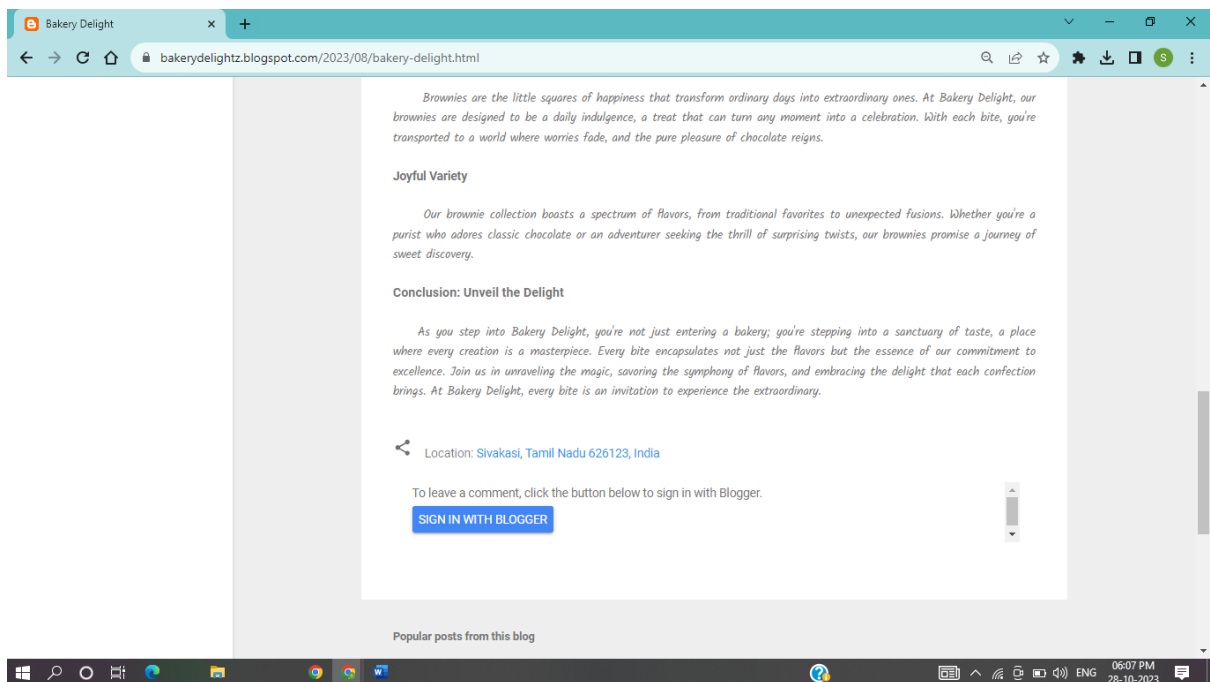 Bakery Delight
bakerydelightz.blogspot.com/2023/08/bakery-delight.html
S
Brownies are the little squares of happiness that transform ordinary days into extraordinary ones. At Bakery Delight, our
brownies are designed to be a daily indulgence, a treat that can turn any moment into a celebration. With each bite, you're
transported to a world where worries fade, and the pure pleasure of chocolate reigns.
Joyful Variety
Our brownie collection boasts a spectrum of flavors, from traditional favorites to unexpected fusions. Whether you're a
purist who adores classic chocolate or an adventurer seeking the thrill of surprising twists, our brownies promise a journey of
sweet discovery.
Conclusion: Unveil the Delight
As you step into Bakery Delight, you're not just entering a bakery; you're stepping into a sanctuary of taste, a place
where every creation is a masterpiece. Every bite encapsulates not just the flavors but the essence of our commitment to
excellence. Join us in unraveling the magic, savoring the symphony of flavors, and embracing the delight that each confection
brings. At Bakery Delight, every bite is an invitation to experience the extraordinary.
Location: Sivakasi, Tamil Nadu 626123, India
To leave a comment, click the button below to sign in with Blogger.
SIGN IN WITH BLOGGER
Popular posts from this blog
ENG
06:07 PM
28-10-2023